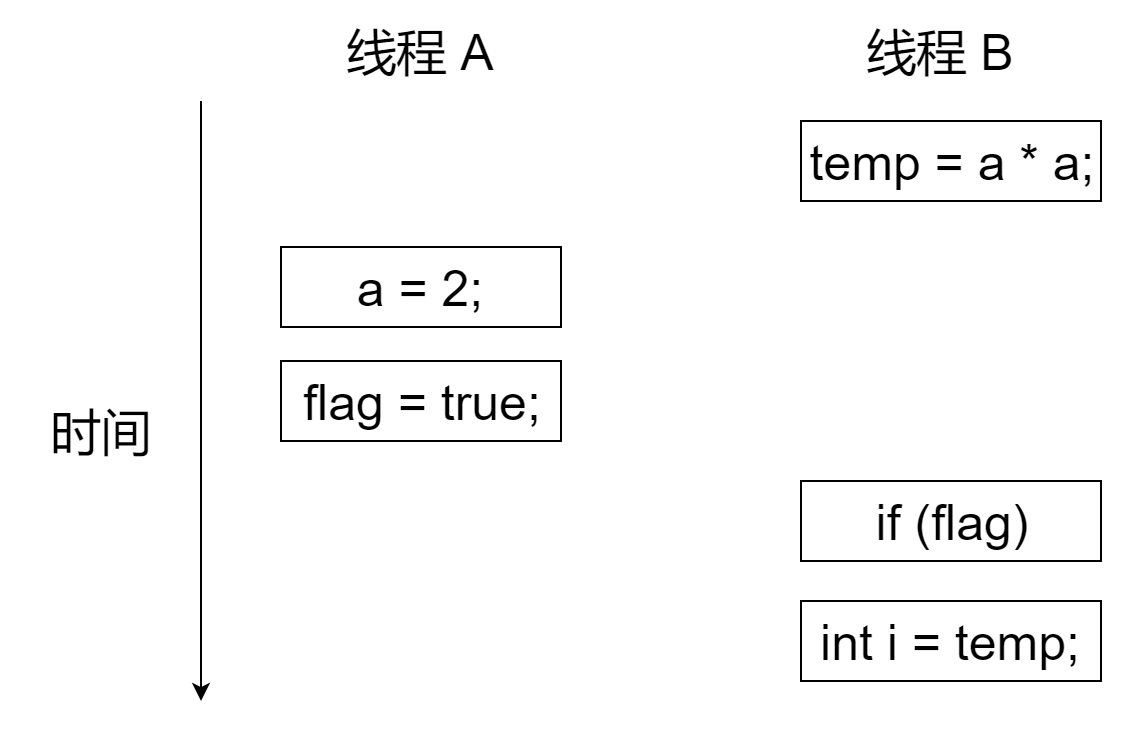 线程 A
线程 B
temp = a * a;
a = 2;
flag = true;
时间
if (flag)
int i = temp;